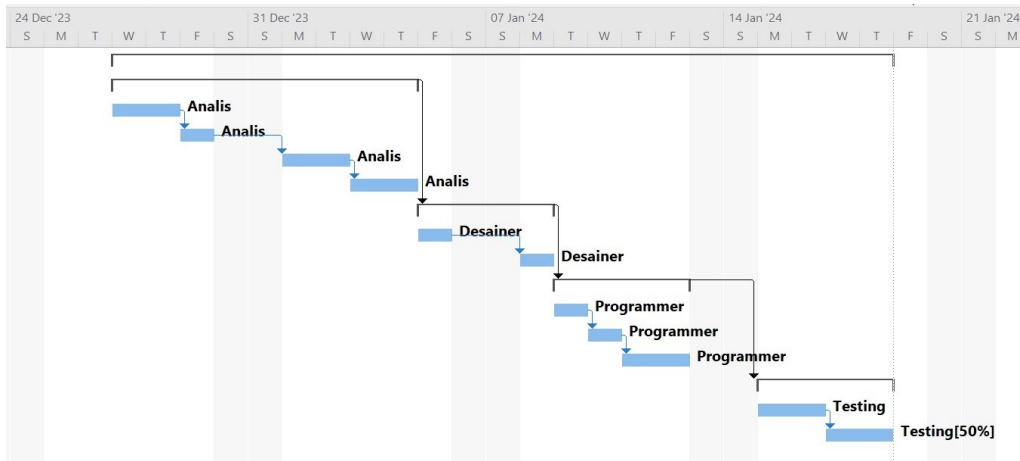 24 Dec '23 31 Dec '23 07 Jan '24 14 Jan '24 21 Jan '24
S M T W T F S S M T W T F S S M T W T F S S M T W T F S S M
Analis
Analis
Analis
Analis
Desainer
Desainer
Programmer
Programmer
Programmer
Testing
Testing[50%]